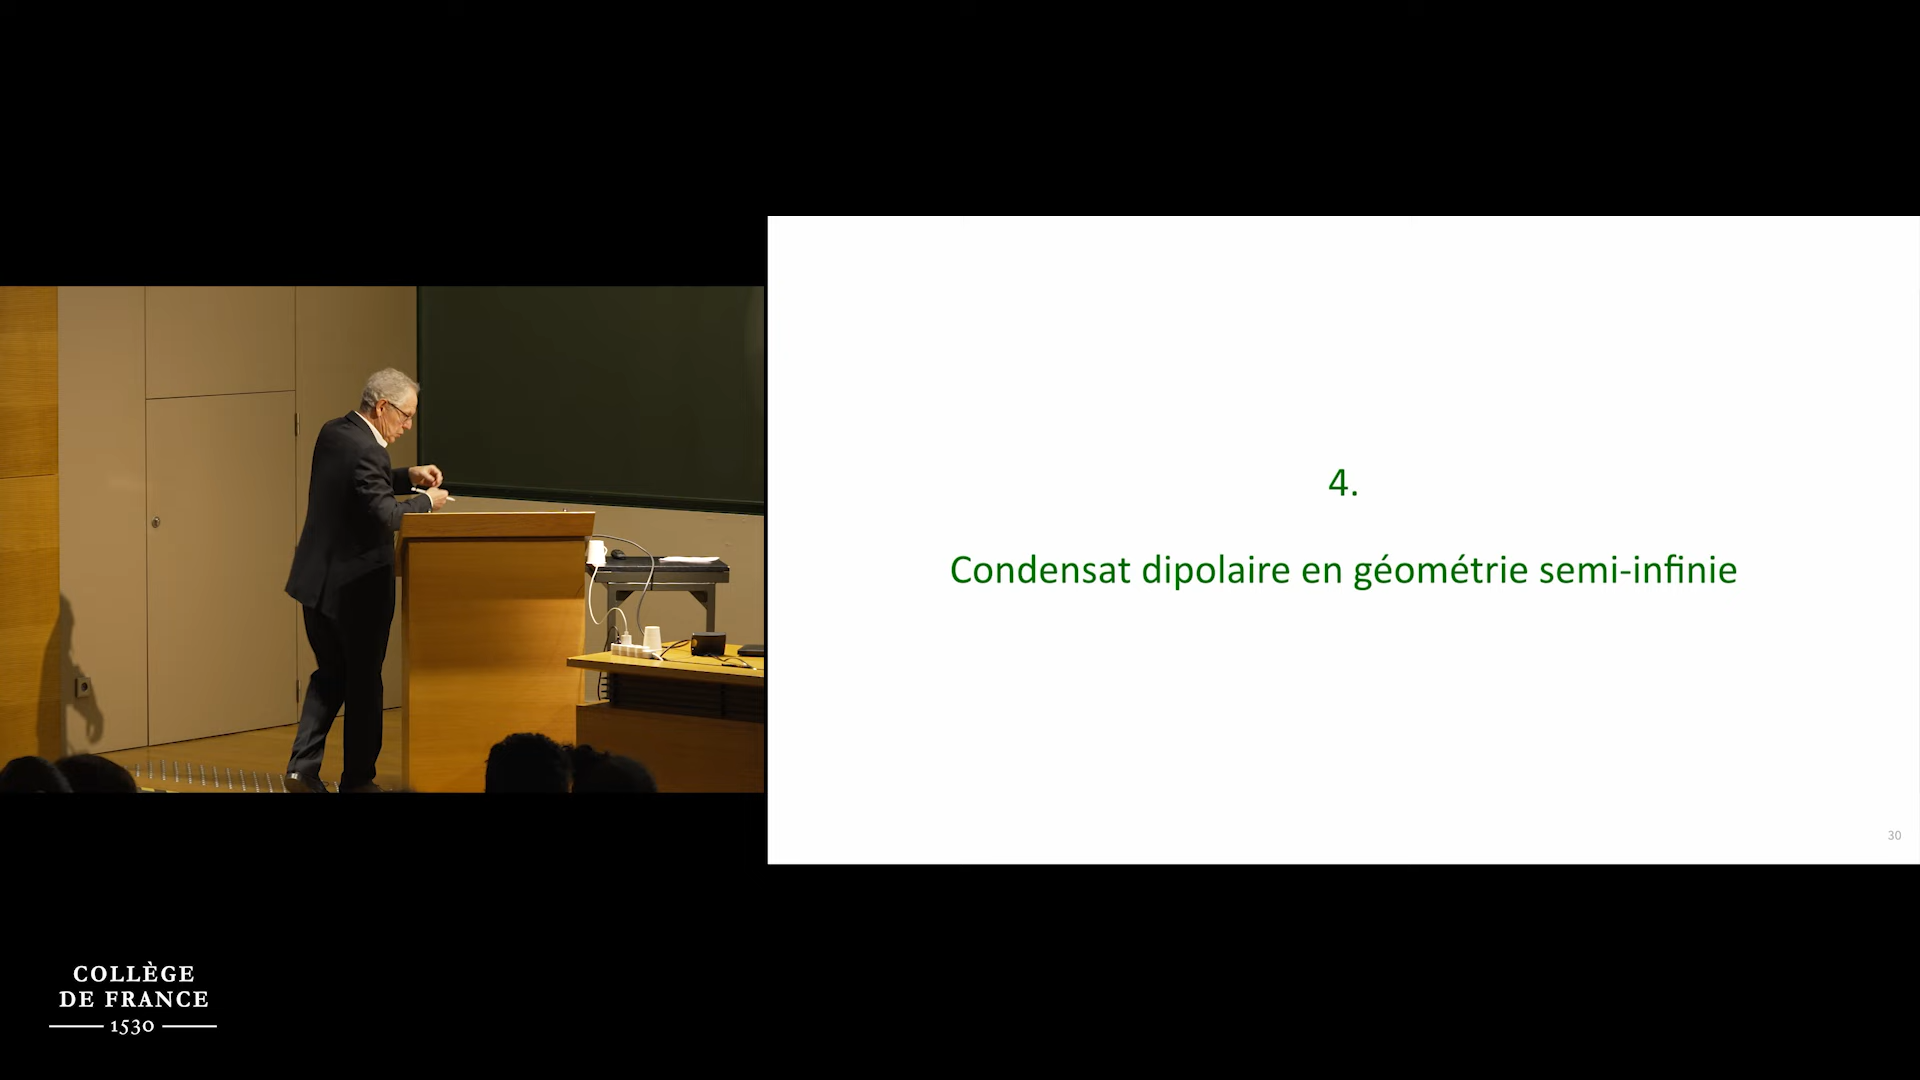 4.
Condensat dipolaire en géométrie semi-infinie
30
COLLÈGE
DE FRANCE
1530